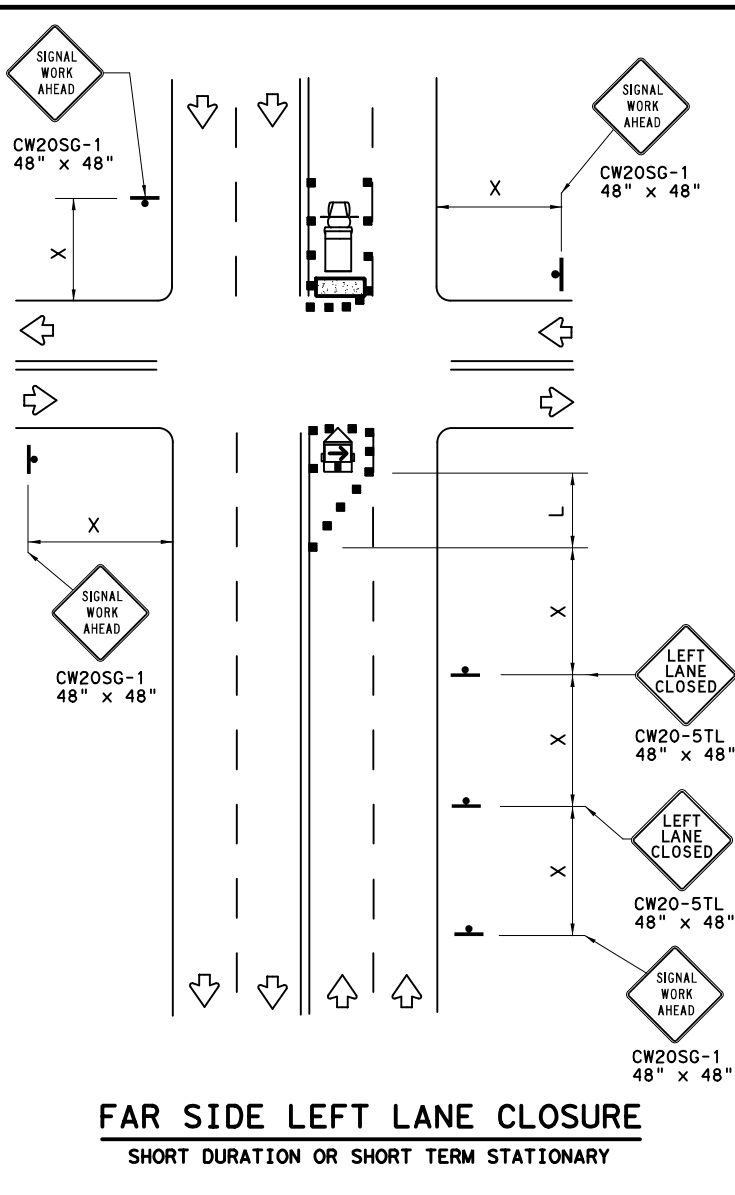 SIGNAL
WORK
AHEAD
CW20SG-1
48" x 48"
X
SIGNAL
WORK
AHEAD
CW20SG-1
48" x 48"
X
X
SIGNAL
WORK
AHEAD
CW20SG-1
48" x 48"
L
X
LEFT
LANE
CLOSED
CW20-5TL
48" x 48"
X
LEFT
LANE
CLOSED
CW20-5TL
48" x 48"
X
SIGNAL
WORK
AHEAD
CW20SG-1
48" x 48"
FAR SIDE LEFT LANE CLOSURE
SHORT DURATION OR SHORT TERM STATIONARY